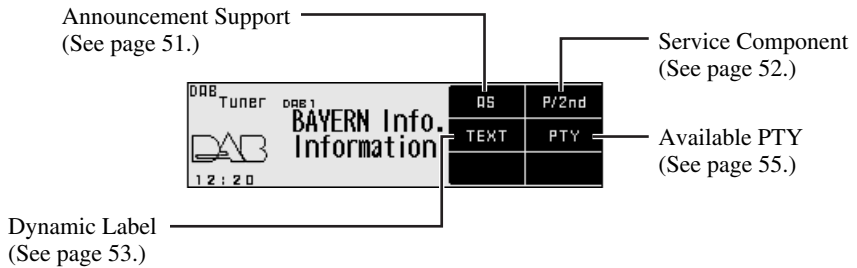 Announcement Support
(See page 51.)
Service Component
(See page 52.)
DAB Tuner DAB1
AS P/2nd
BAYERN Info.
Information
TEXT PTY
DAB
12:20
Available PTY
(See page 55.)
Dynamic Label
(See page 53.)